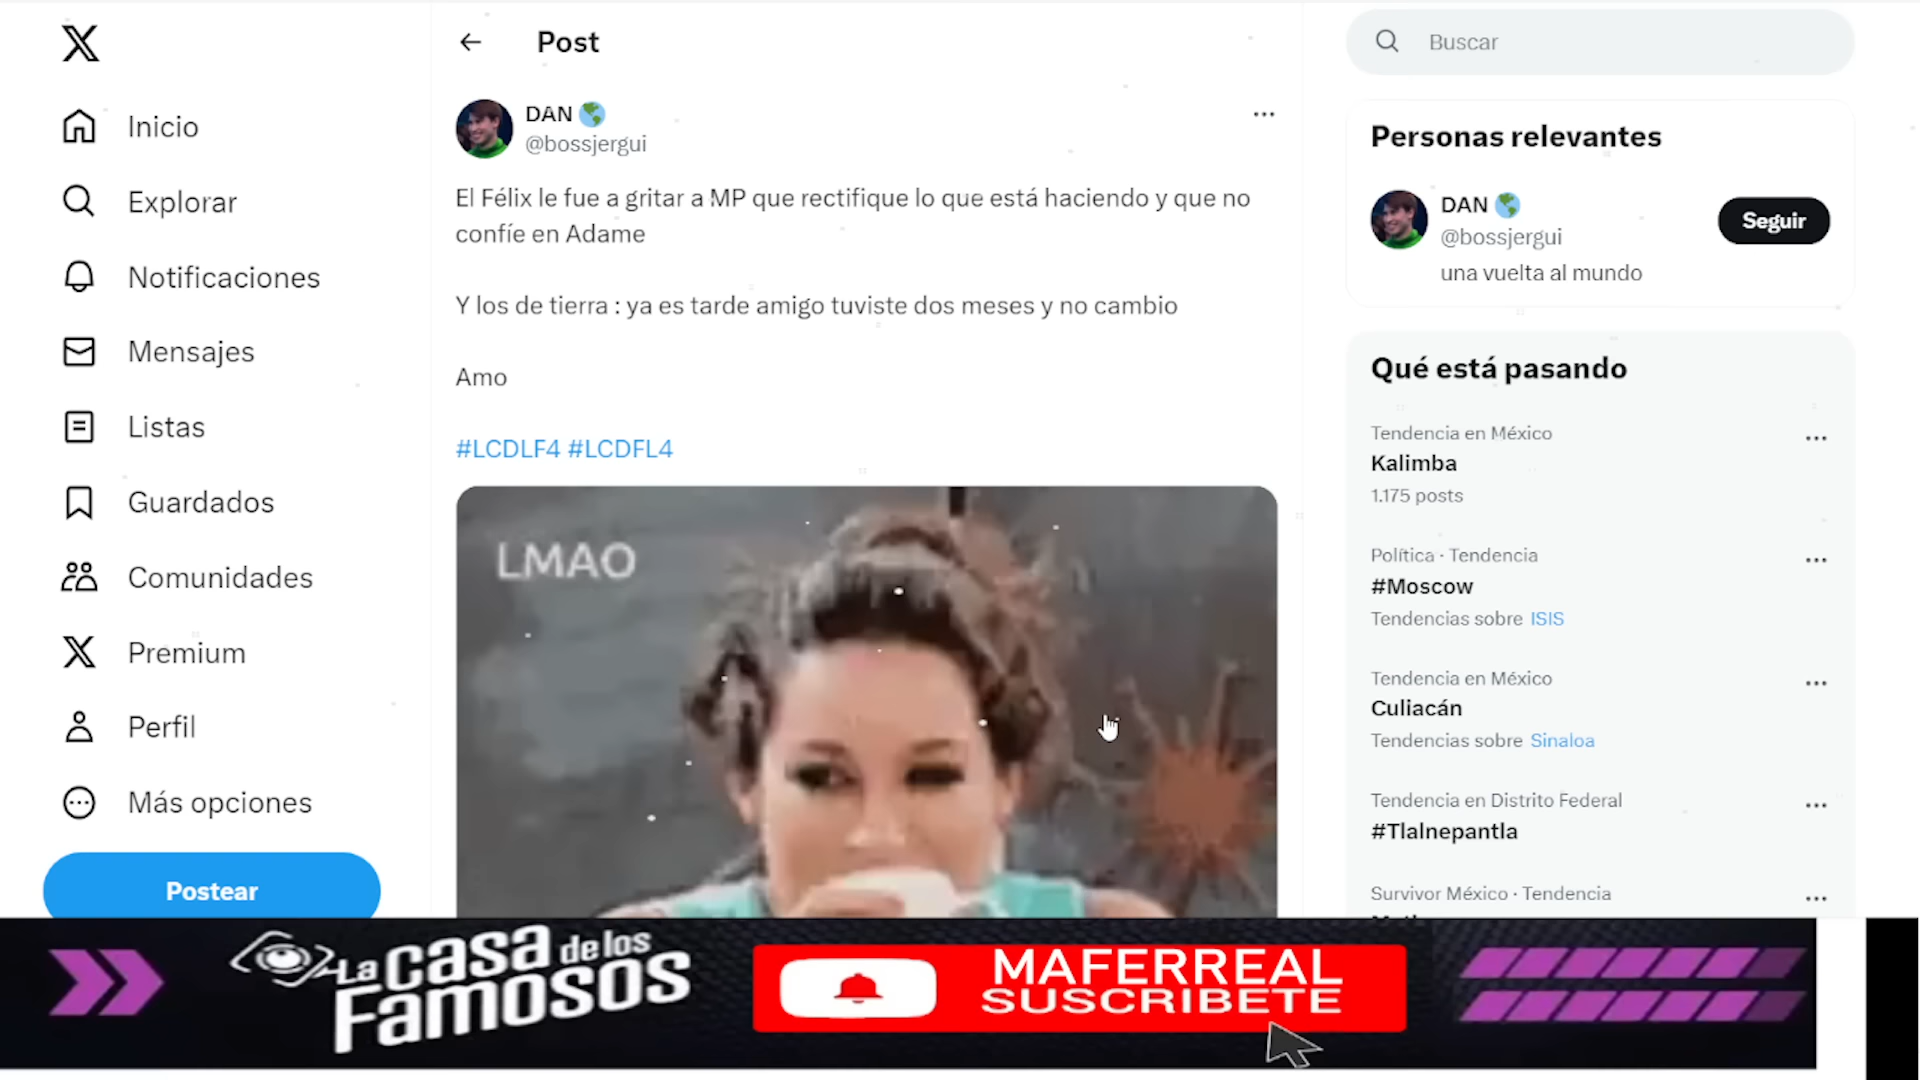 Inicio
Explorar
Notificaciones
Mensajes
Listas
Guardados
Comunidades
Premium
Perfil
Más opciones
Postear
Post
DAN
@bossjergui
El Félix le fue a gritar a MP que rectifique lo que está haciendo y que no
confíe en Adame
Y los de tierra : ya es tarde amigo tuviste dos meses y no cambio
Amo
#LCDLF4 #LCDFL4
LMAO
Buscar
Personas relevantes
DAN
@bossjergui
Seguir
una vuelta al mundo
Qué está pasando
Tendencia en México
Kalimba
1.175 posts
Política · Tendencia
#Moscow
Tendencias sobre ISIS
Tendencia en México
Culiacán
Tendencias sobre Sinaloa
Tendencia en Distrito Federal
#Tlalnepantla
Survivor México · Tendencia
La casa de los
Famosos
MAFERREAL
SUSCRIBETE